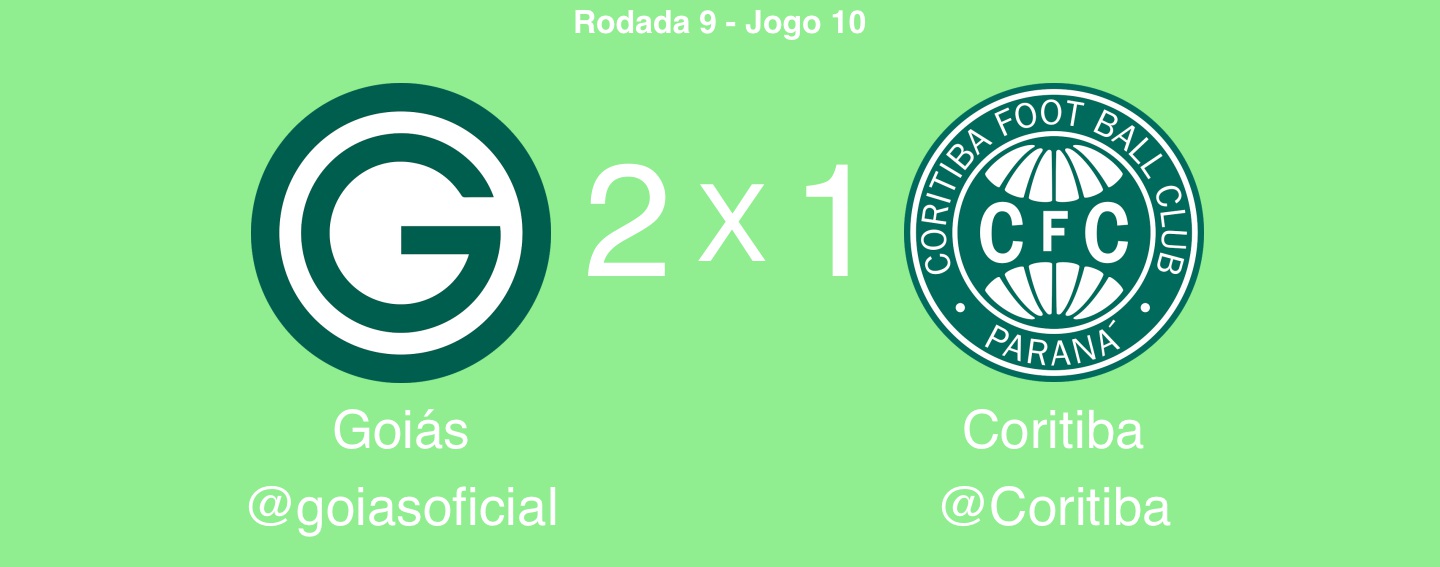 Rodada 9 - Jogo 10
G
2 X 1
CORITIBA FOOT BALL CLUB
CFC
PARANÁ
Goiás
Coritiba
@goiasoficial
@Coritiba